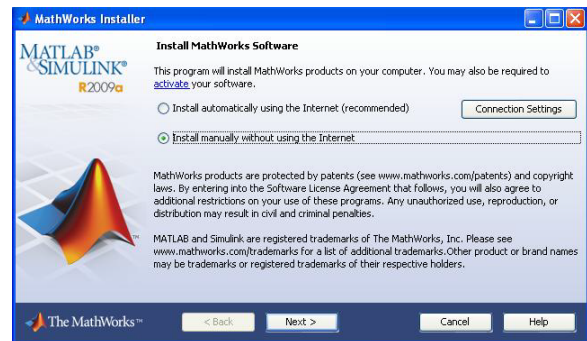 MathWorks Installer
MATLAB®
&SIMULINK®
R2009a
Install MathWorks Software
This program will install MathWorks products on your computer. You may also be required to
activate your software.
Install automatically using the Internet (recommended)
Connection Settings
Install manually without using the Internet
MathWorks products are protected by patents (see www.mathworks.com/patents) and copyright
laws. By entering into the Software License Agreement that follows, you will also agree to
additional restrictions on your use of these programs. Any unauthorized use, reproduction, or
distribution may result in civil and criminal penalties.
MATLAB and Simulink are registered trademarks of The MathWorks, Inc. Please see
www.mathworks.com/trademarks for a list of additional trademarks.Other product or brand names
may be trademarks or registered trademarks of their respective holders.
The MathWorks™
< Back
Next >
Cancel
Help